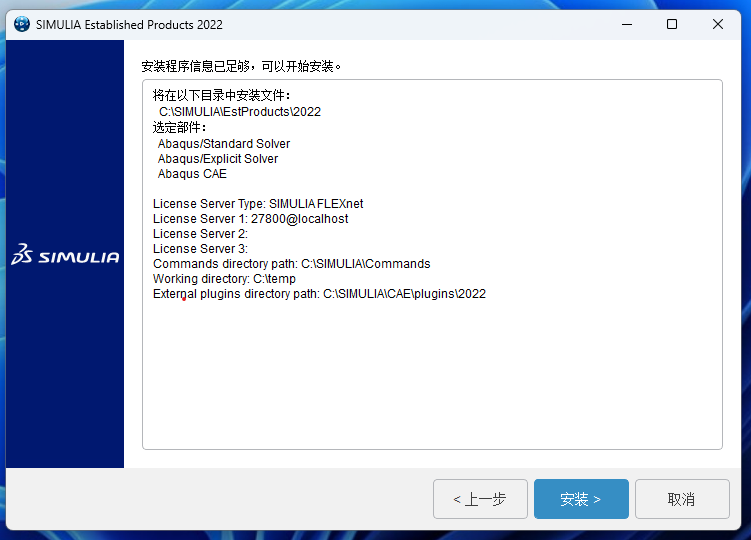 SIMULIA Established Products 2022
安装程序信息已足够，可以开始安装。
将在以下目录中安装文件：
C:\SIMULIA\EstProducts\2022
选定部件：
Abaqus/Standard Solver
Abaqus/Explicit Solver
Abaqus CAE
License Server Type: SIMULIA FLEXnet
License Server 1: 27800@localhost
License Server 2:
License Server 3:
Commands directory path: C:\SIMULIA\Commands
Working directory: C:\temp
External plugins directory path: C:\SIMULIA\CAE\plugins\2022
SIMULIA
< 上一步
安装 >
取消